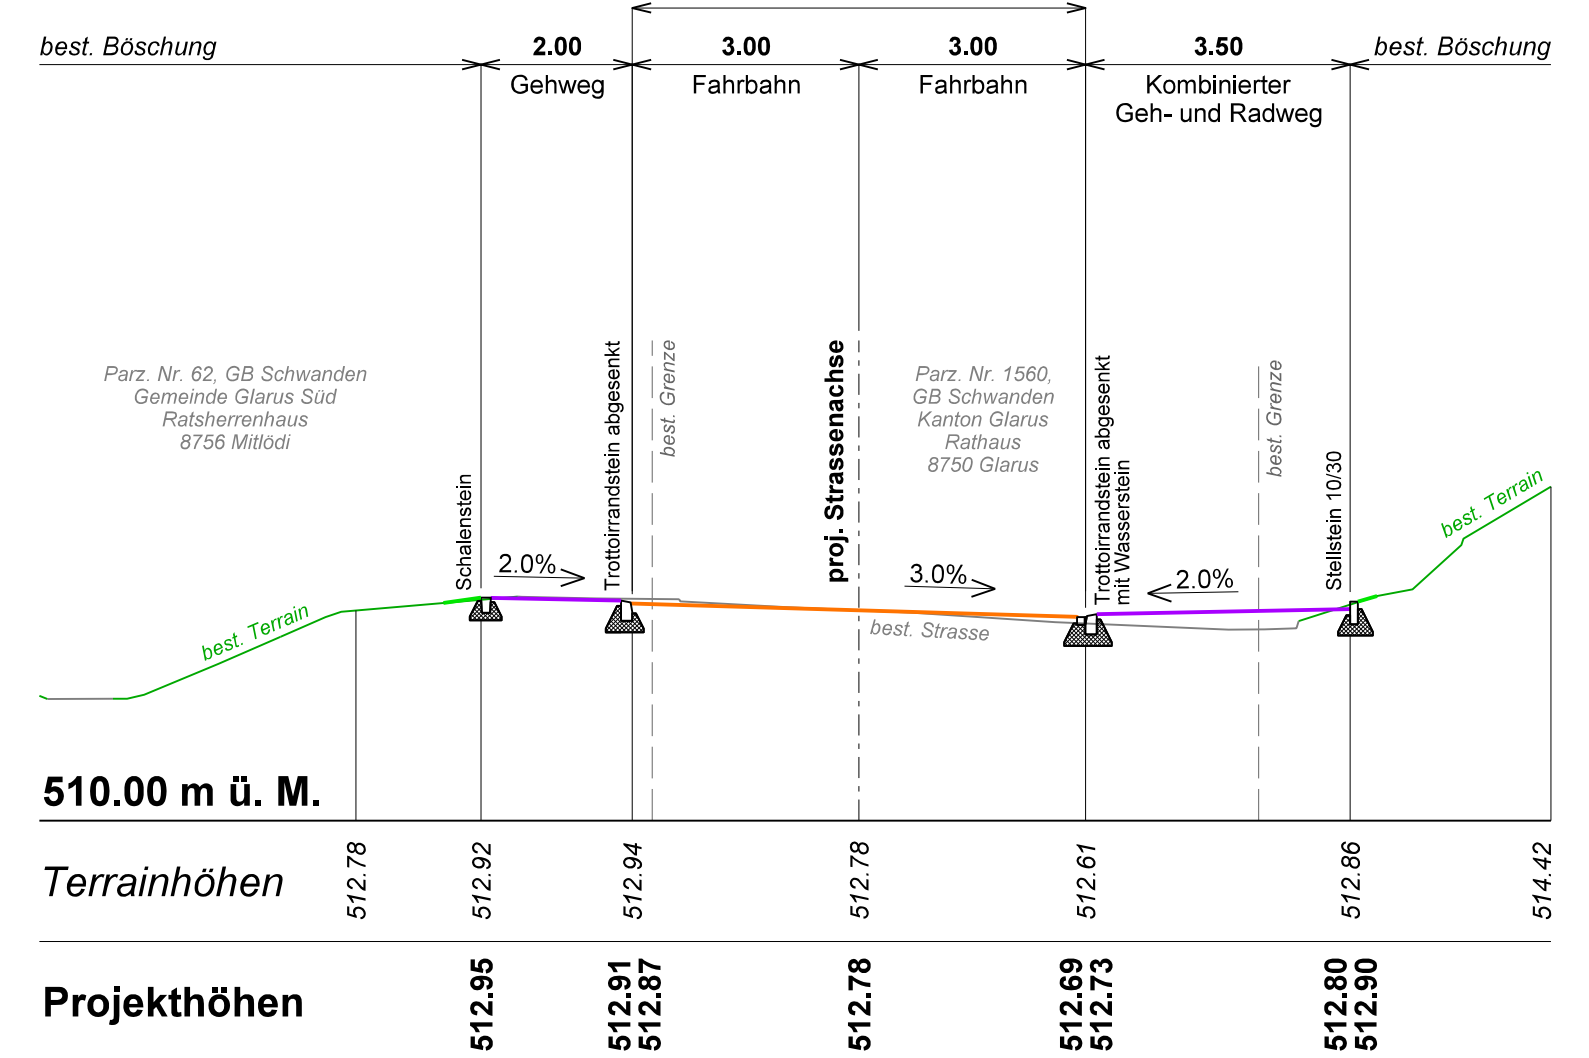 best. Böschung
2.00
3.00
3.00
3.50
best. Böschung
Gehweg
Fahrbahn
Fahrbahn
Kombinierter
Geh- und Radweg
Parz. Nr. 62, GB Schwanden
Gemeinde Glarus Süd
Ratsherrenhaus
8756 Mitlödi
Schalenstein
Trottoirrandstein abgesenkt
best. Grenze
proj. Strassenachse
Parz. Nr. 1560,
GB Schwanden
Kanton Glarus
Rathaus
8750 Glarus
Trottoirrandstein abgesenkt
mit Wasserstein
best. Grenze
Stellstein 10/30
best. Terrain
2.0%
3.0%
2.0%
best. Terrain
best. Strasse
510.00 m ü. M.
Terrainhöhen
512.78
512.92
512.94
512.78
512.61
512.86
514.42
Projekthöhen
512.95
512.91
512.87
512.78
512.69
512.73
512.80
512.90